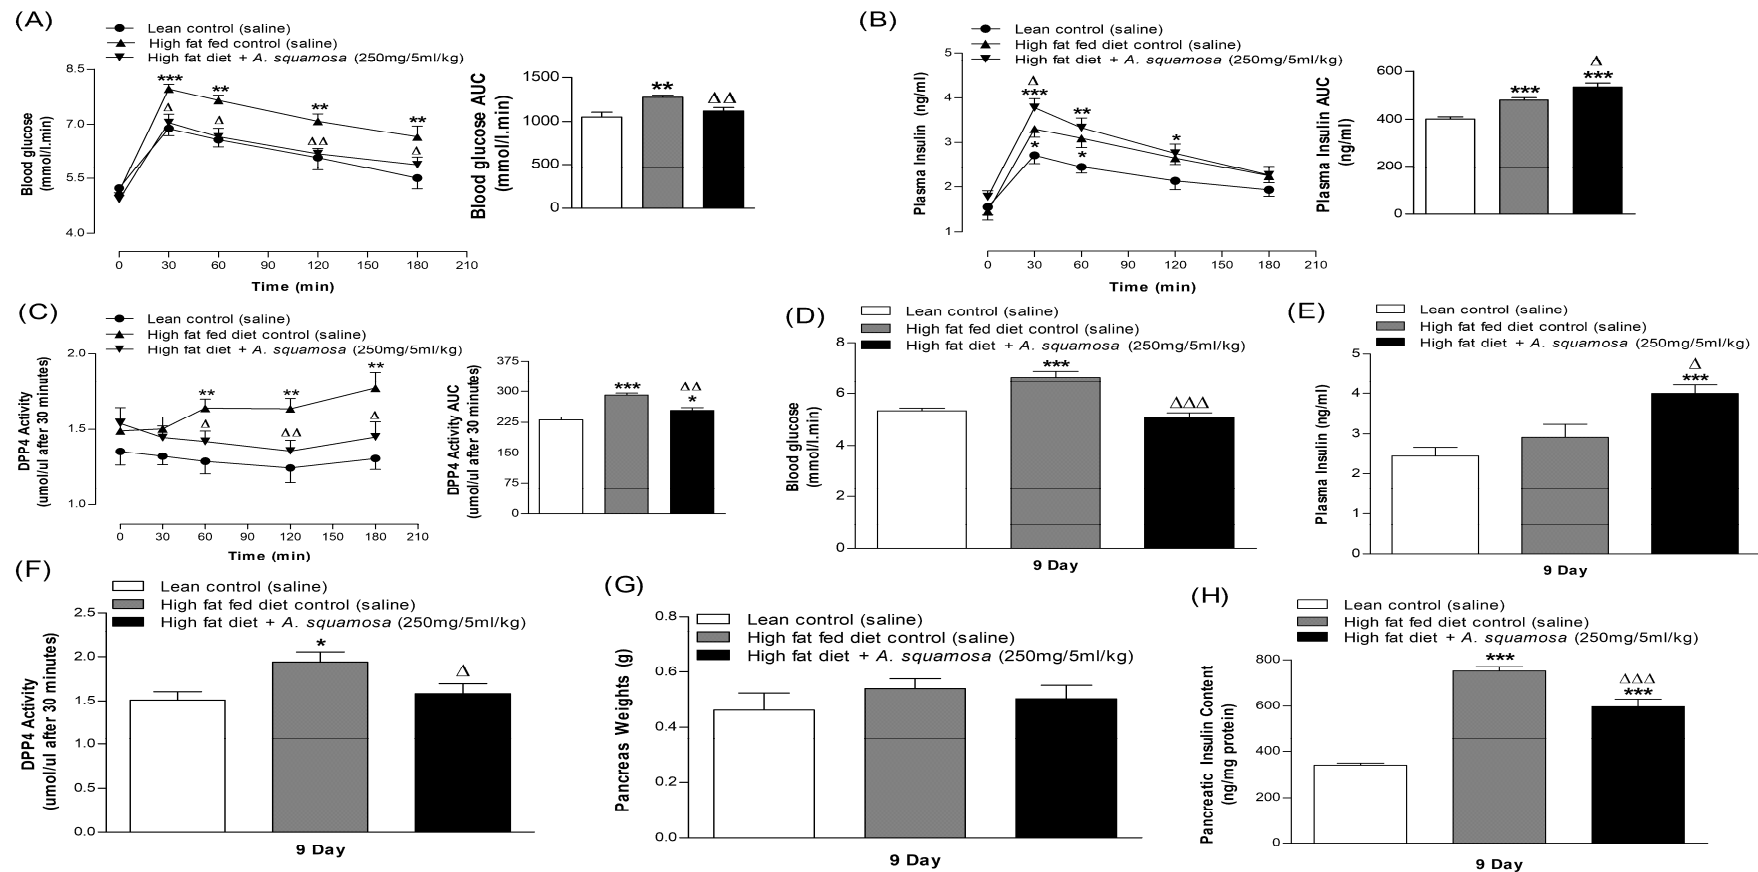 (A)
Lean control (saline)
High fat fed control (saline)
High fat diet + A. squamosa (250mg/5ml/kg)
8.5
7.0
5.5
4.0
Blood glucose
(mmol/l.min)
*** ** ** **
Δ Δ ΔΔ Δ
0 30 60 90 120 150 180 210
Time (min)
Blood glucose AUC
(mmol/l.min)
1500
1000
500
0
** ΔΔ
(B)
Lean control (saline)
High fat fed diet control (saline)
High fat diet + A. squamosa (250mg/5ml/kg)
5
4
3
2
1
Plasma Insulin (ng/ml)
Δ
*** ** *
* *
0 30 60 90 120 150 180 210
Time (min)
Plasma Insulin AUC
(ng/ml)
600
400
200
0
Δ
*** ***
(C)
Lean control (saline)
High fat fed diet control (saline)
High fat diet + A. squamosa (250mg/5ml/kg)
2.0
1.5
1.0
DPP4 Activity
(umol/ul after 30 minutes)
** ** **
Δ ΔΔ Δ
0 30 60 90 120 150 180 210
Time (min)
DPP4 Activity AUC
(umol/ul after 30 minutes)
375
300
225
150
75
0
*** ΔΔ
*
(D)
Lean control (saline)
High fat fed diet control (saline)
High fat diet + A. squamosa (250mg/5ml/kg)
8
6
4
2
0
Blood glucose
(mmol/l.min)
*** ΔΔΔ
9 Day
(E)
Lean control (saline)
High fat fed diet control (saline)
High fat diet + A. squamosa (250mg/5ml/kg)
5
4
3
2
1
0
Plasma Insulin (ng/ml)
Δ
***
9 Day
(F)
Lean control (saline)
High fat fed diet control (saline)
High fat diet + A. squamosa (250mg/5ml/kg)
2.5
2.0
1.5
1.0
0.5
0.0
DPP4 Activity
(umol/ul after 30 minutes)
* Δ
9 Day
(G)
Lean control (saline)
High fat fed diet control (saline)
High fat diet + A. squamosa (250mg/5ml/kg)
0.8
0.6
0.4
0.2
0.0
Pancreas Weights (g)
9 Day
(H)
Lean control (saline)
High fat fed diet control (saline)
High fat diet + A. squamosa (250mg/5ml/kg)
800
600
400
200
0
Pancreatic Insulin Content
(ng/mg protein)
*** ΔΔΔ
***
9 Day